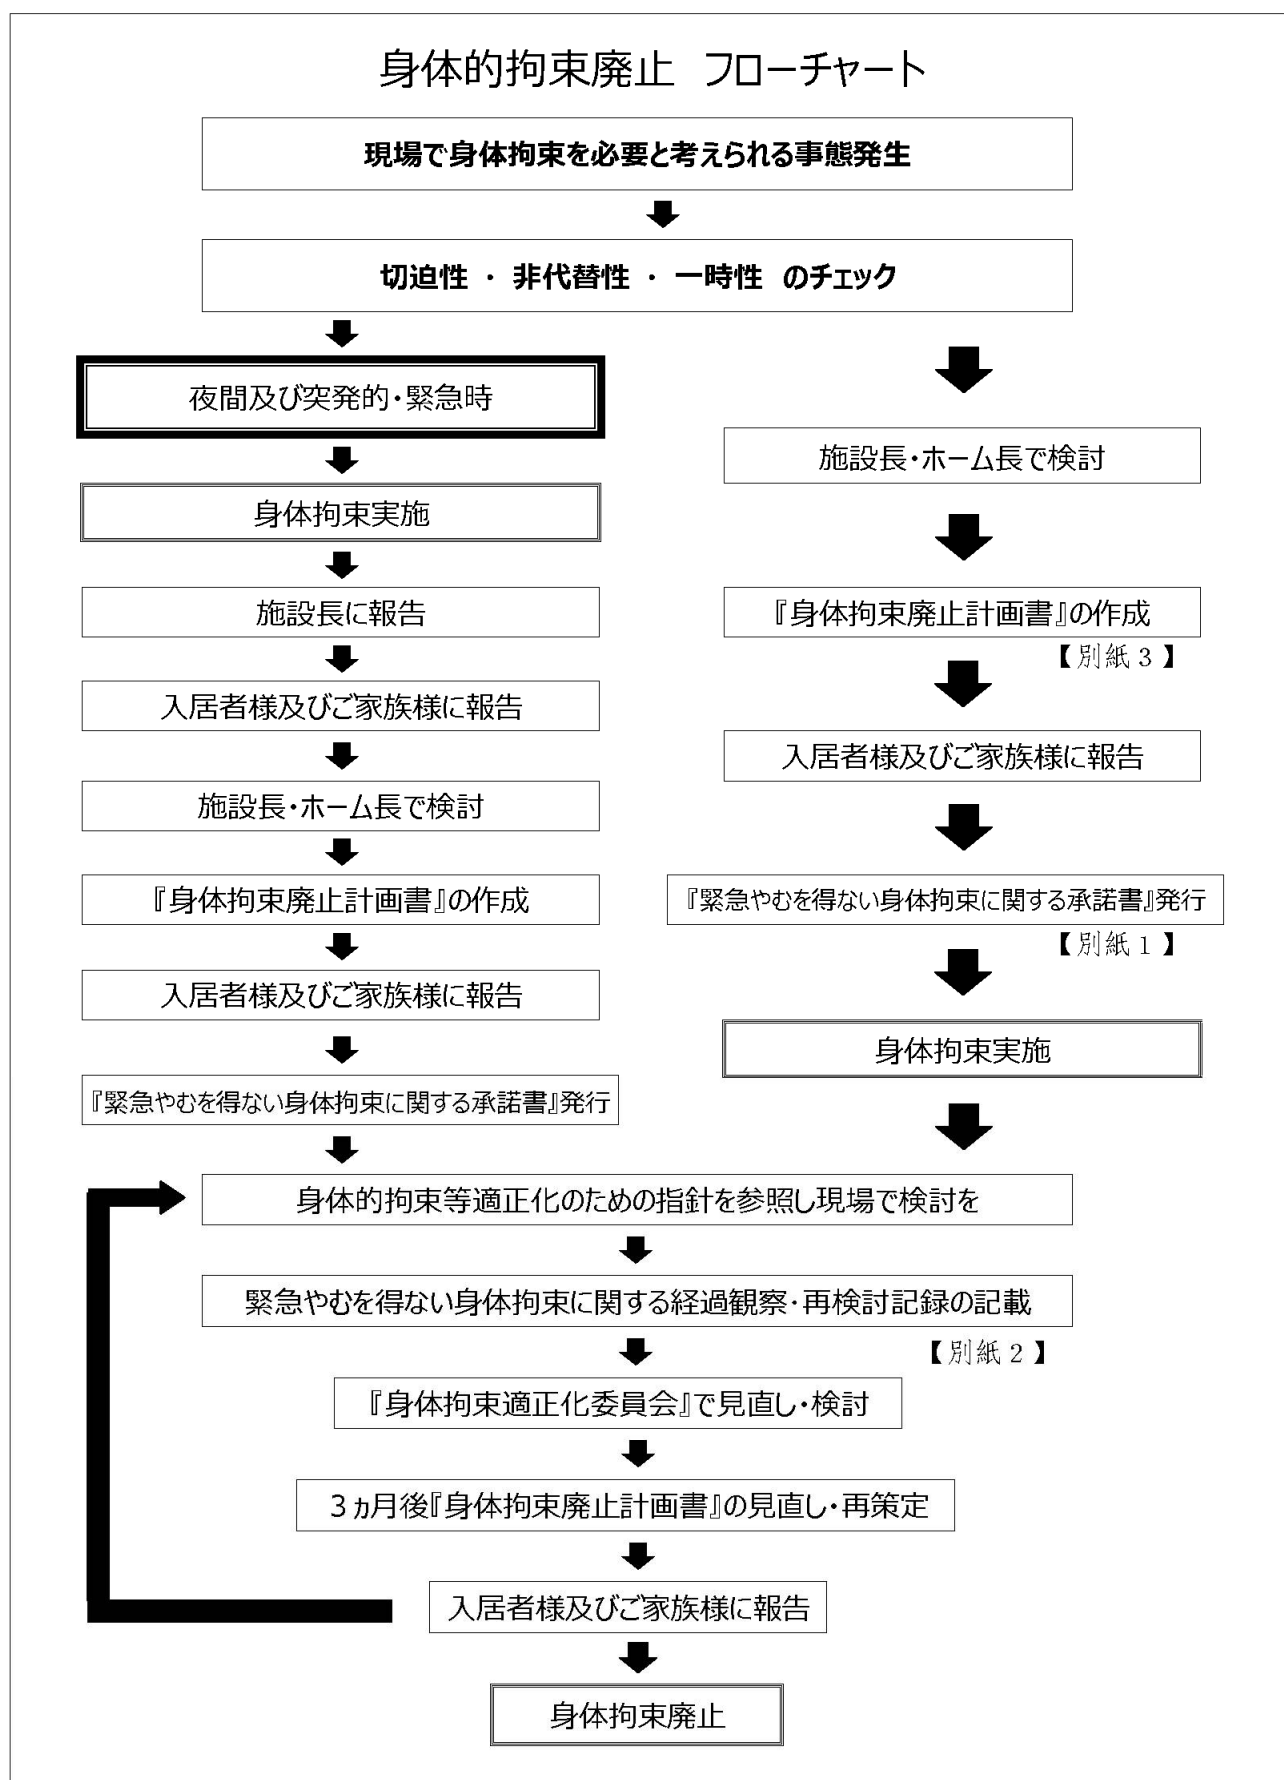 身体的拘束廃止 フローチャート
現場で身体拘束を必要と考えられる事態発生
切迫性 ・ 非代替性 ・ 一時性 のチェック
夜間及び突発的・緊急時
身体拘束実施
施設長に報告
入居者様及びご家族様に報告
施設長・ホーム長で検討
『身体拘束廃止計画書』の作成
入居者様及びご家族様に報告
『緊急やむを得ない身体拘束に関する承諾書』発行
施設長・ホーム長で検討
『身体拘束廃止計画書』の作成
【別紙3】
入居者様及びご家族様に報告
『緊急やむを得ない身体拘束に関する承諾書』発行
【別紙1】
身体拘束実施
身体的拘束等適正化のための指針を参照し現場で検討を
緊急やむを得ない身体拘束に関する経過観察・再検討記録の記載
【別紙2】
『身体拘束適正化委員会』で見直し・検討
3ヵ月後『身体拘束廃止計画書』の見直し・再策定
入居者様及びご家族様に報告
身体拘束廃止